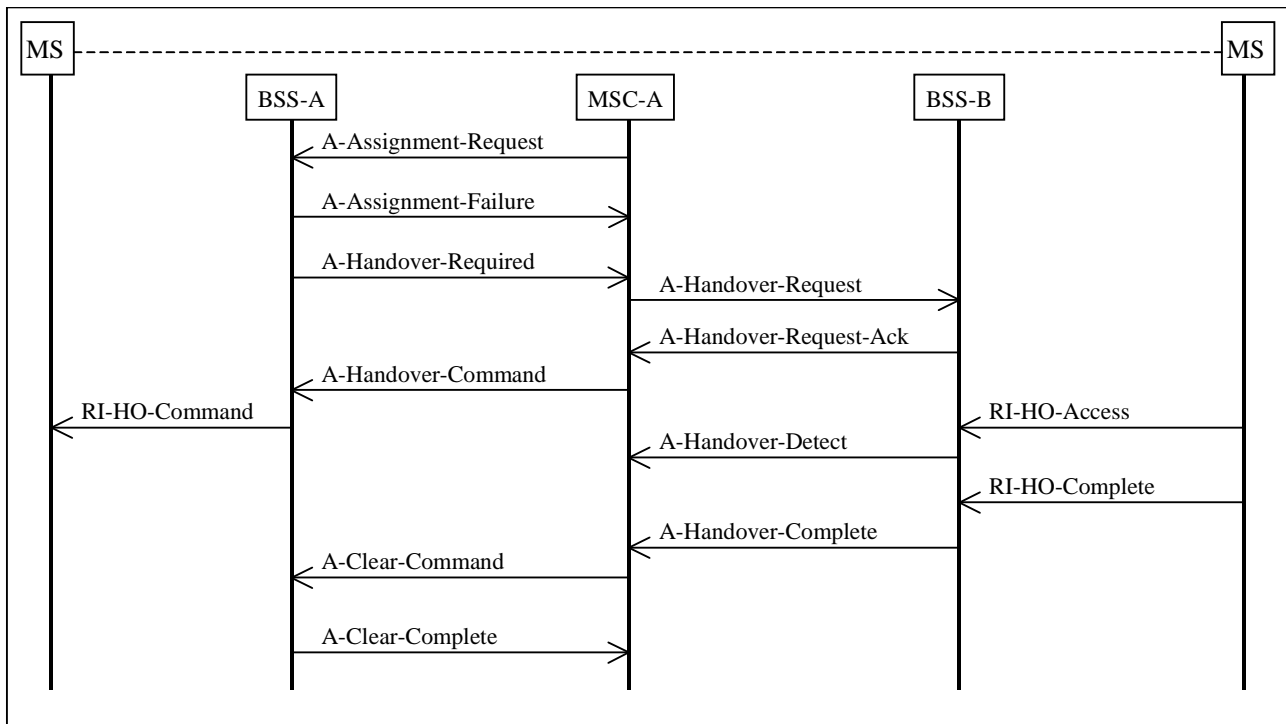 MS
MS
BSS-A
MSC-A
BSS-B
A-Assignment-Request
A-Assignment-Failure
A-Handover-Required
A-Handover-Request
A-Handover-Request-Ack
A-Handover-Command
RI-HO-Command
RI-HO-Access
A-Handover-Detect
RI-HO-Complete
A-Handover-Complete
A-Clear-Command
A-Clear-Complete